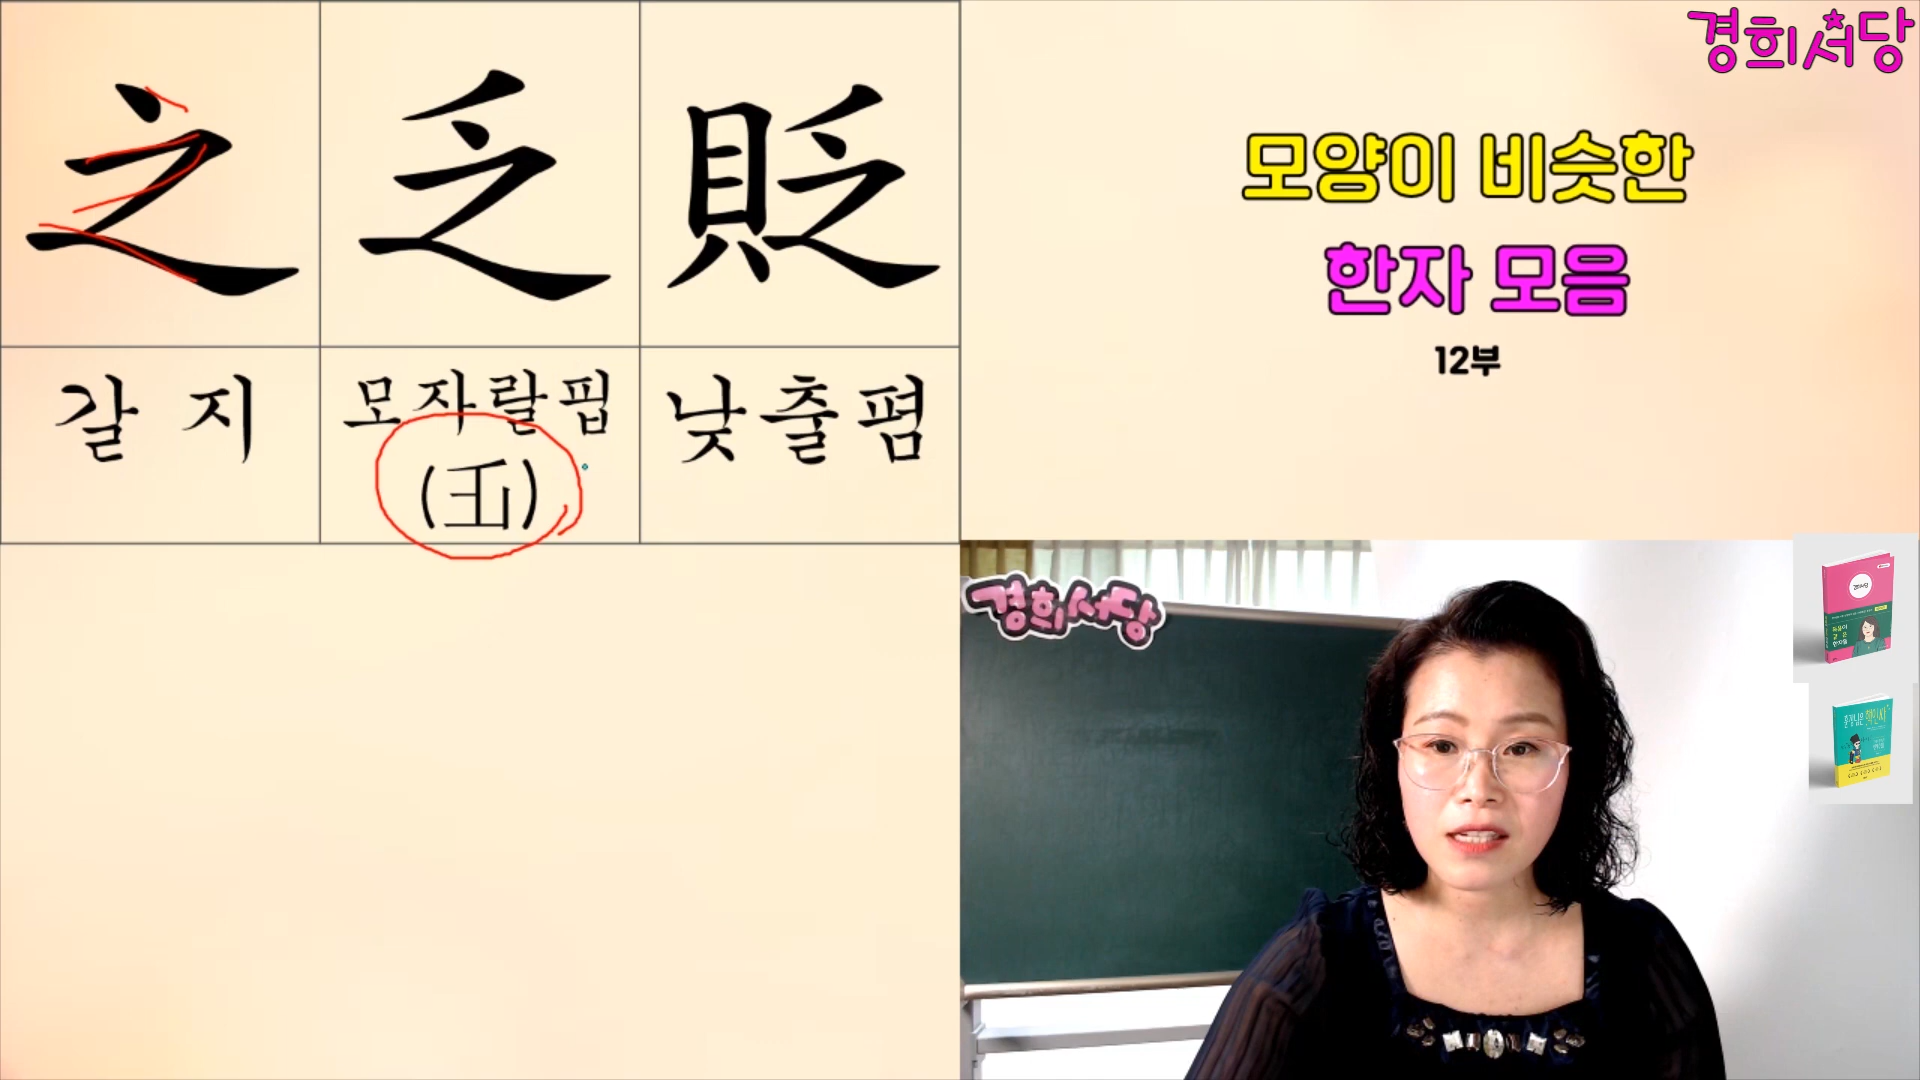 之 乏 貶
갈 지 모자랄핍 낮출폄
(𤣥)
경희서당
모양이 비슷한
한자 모음
12부
경희서당